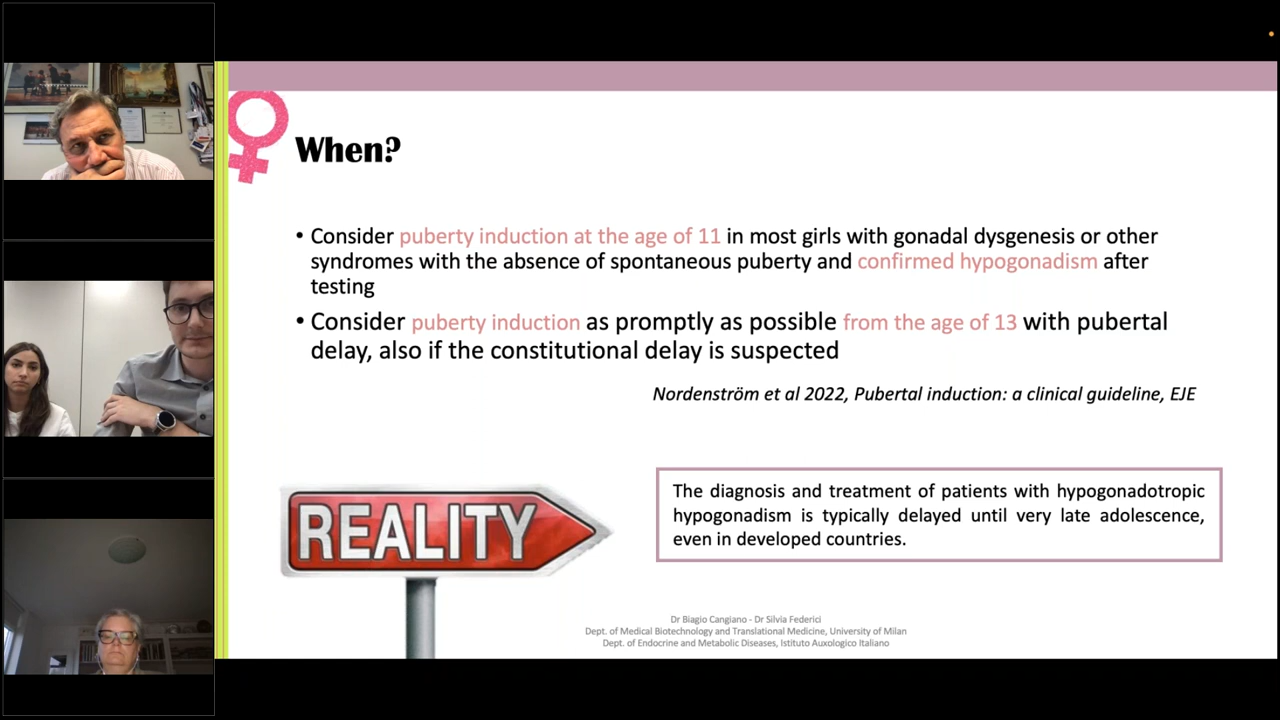 When?
• Consider puberty induction at the age of 11 in most girls with gonadal dysgenesis or other
syndromes with the absence of spontaneous puberty and confirmed hypogonadism after
testing
• Consider puberty induction as promptly as possible from the age of 13 with pubertal
delay, also if the constitutional delay is suspected
Nordenström et al 2022, Pubertal induction: a clinical guideline, EJE
REALITY
The diagnosis and treatment of patients with hypogonadotropic
hypogonadism is typically delayed until very late adolescence,
even in developed countries.
Dr Biagio Cangiano - Dr Silvia Federici
Dept. of Medical Biotechnology and Translational Medicine, University of Milan
Dept. of Endocrine and Metabolic Diseases, Istituto Auxologico Italiano